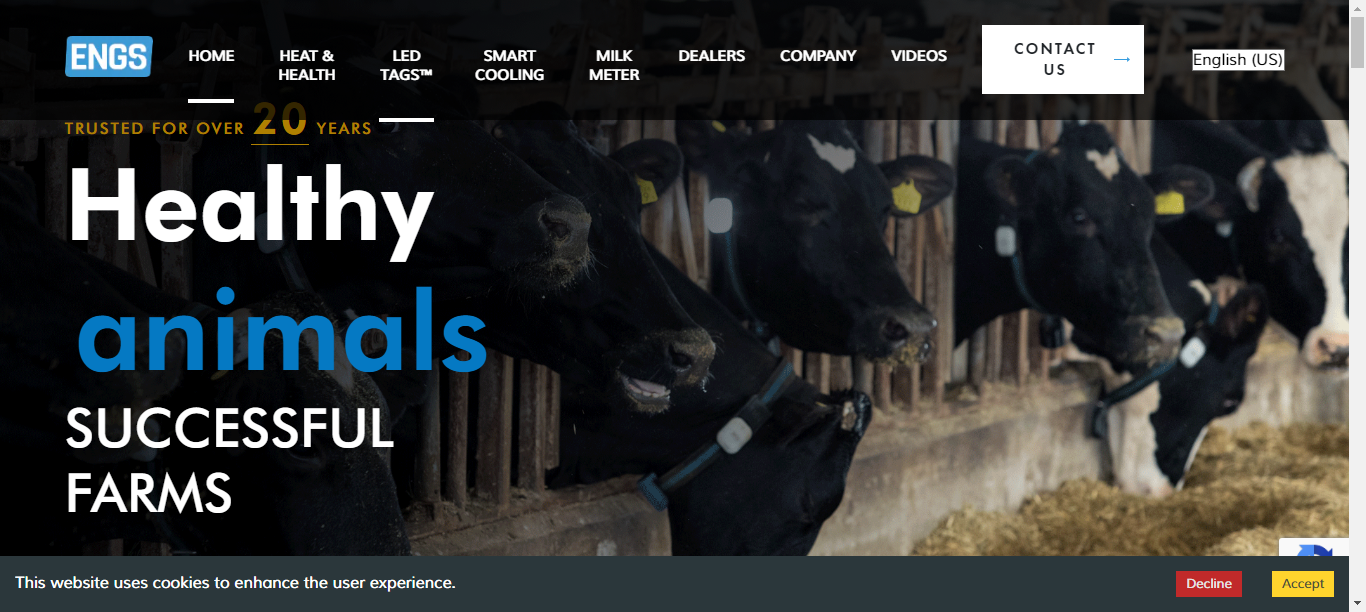 ENGS
HOME
HEAT &
HEALTH
LED
TAGS™
SMART
COOLING
MILK
METER
DEALERS
COMPANY
VIDEOS
CONTACT
US
English (US)
TRUSTED FOR OVER 20 YEARS
Healthy
animals
SUCCESSFUL
FARMS
This website uses cookies to enhance the user experience.
Decline
Accept